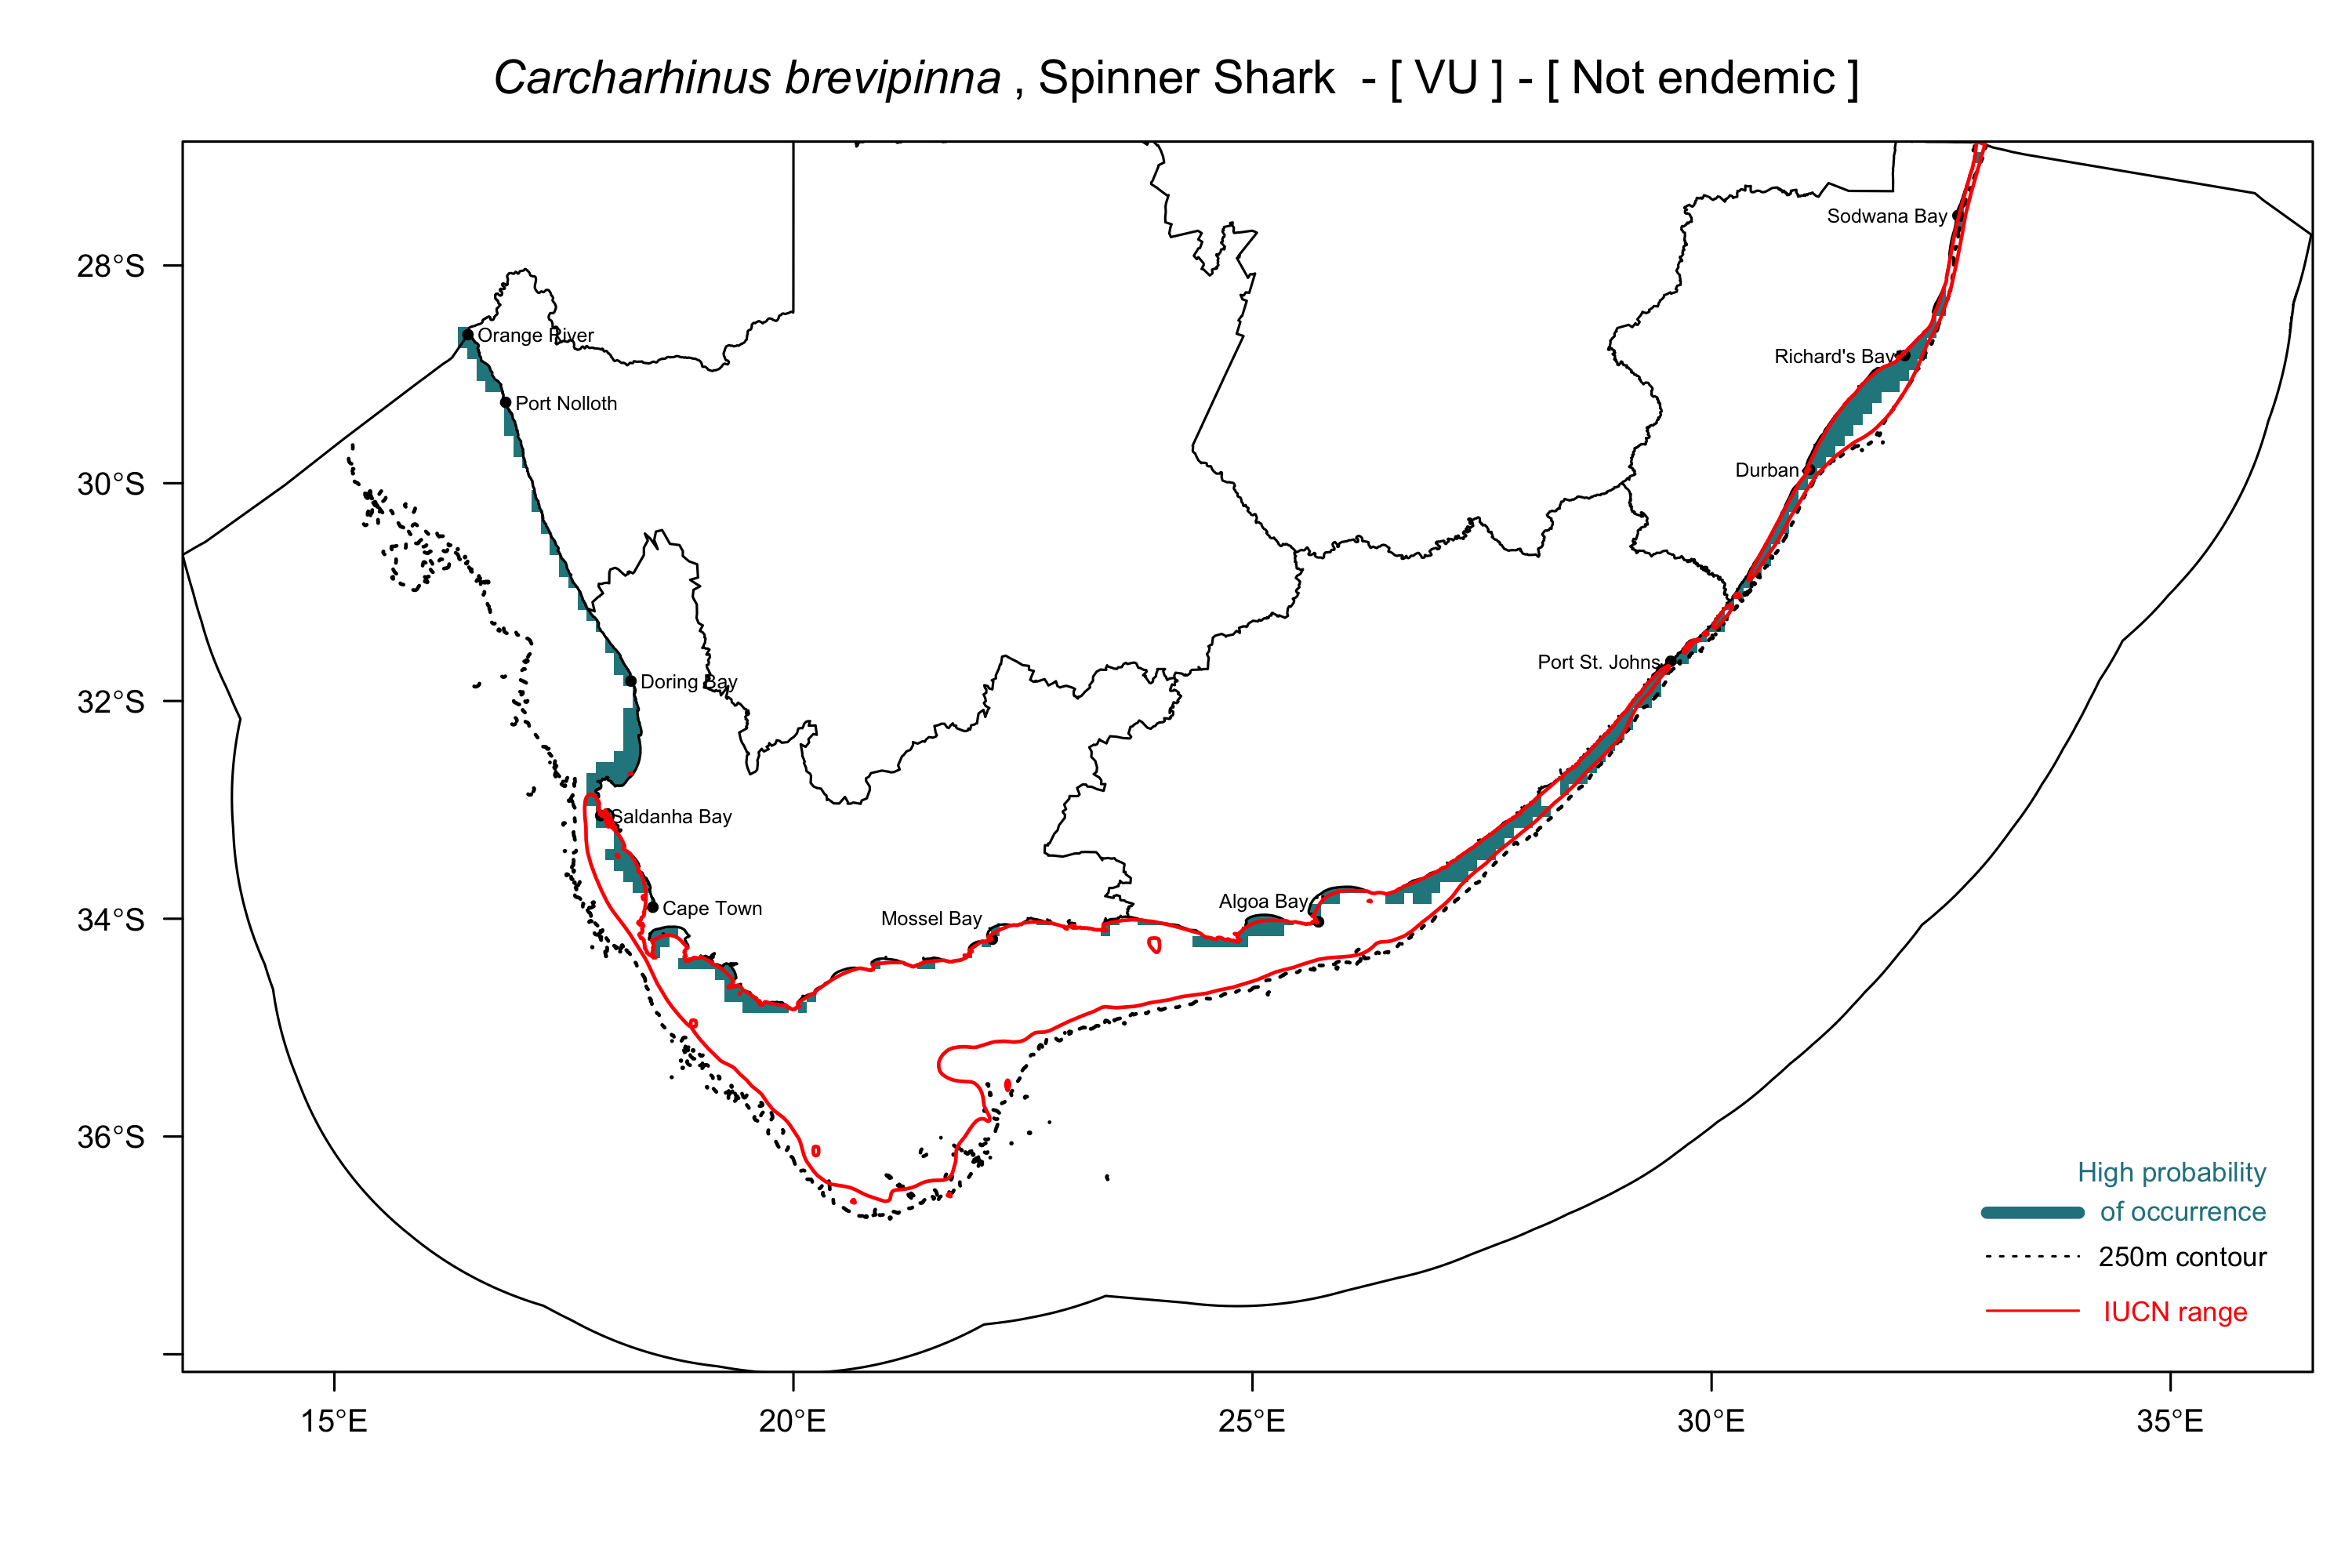 Carcharhinus brevipinna , Spinner Shark - [ VU ] - [ Not endemic ]
Sodwana Bay
28°S
Orange River
Richard's Bay
Port Nolloth
Durban
30°S
Port St. Johns
Doring Bay
32°S
Saldanha Bay
Algoa Bay
Cape Town
Mossel Bay
34°S
36°S
High probability
of occurrence
250m contour
IUCN range
15°E
20°E
25°E
30°E
35°E